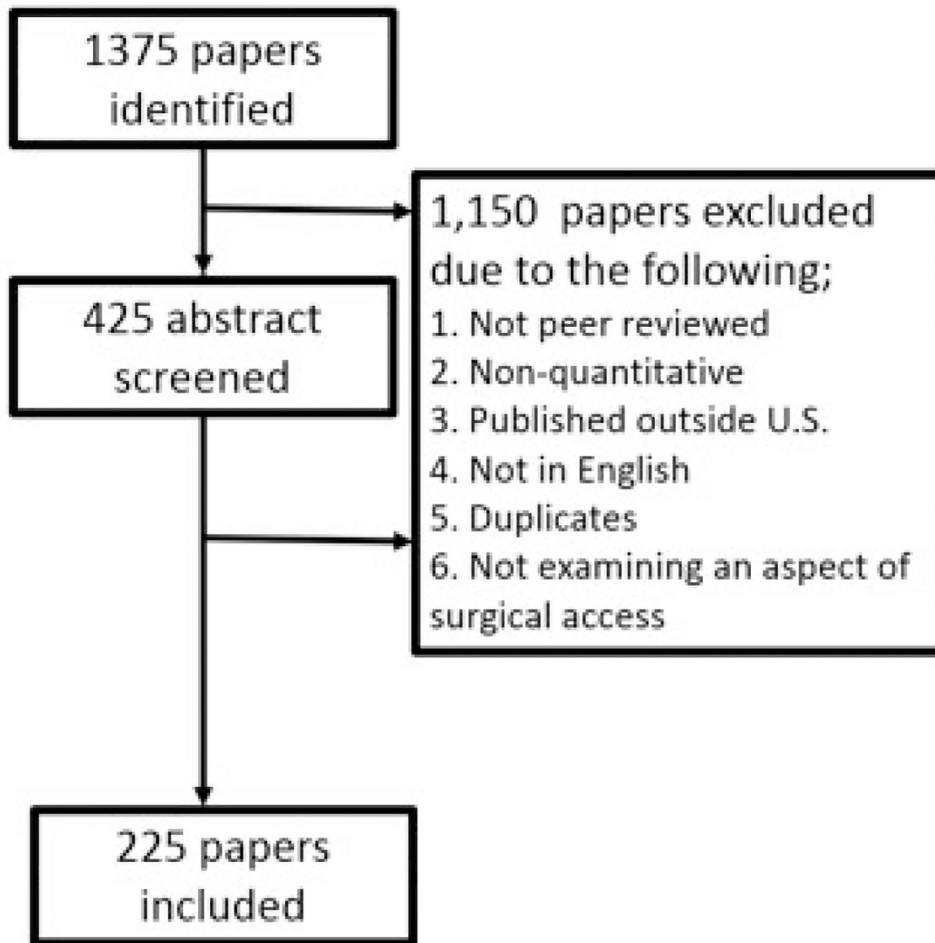 1375 papers
identified
425 abstract
screened
1,150 papers excluded
due to the following;
1. Not peer reviewed
2. Non-quantitative
3. Published outside U.S.
4. Not in English
5. Duplicates
6. Not examining an aspect of
surgical access
225 papers
included